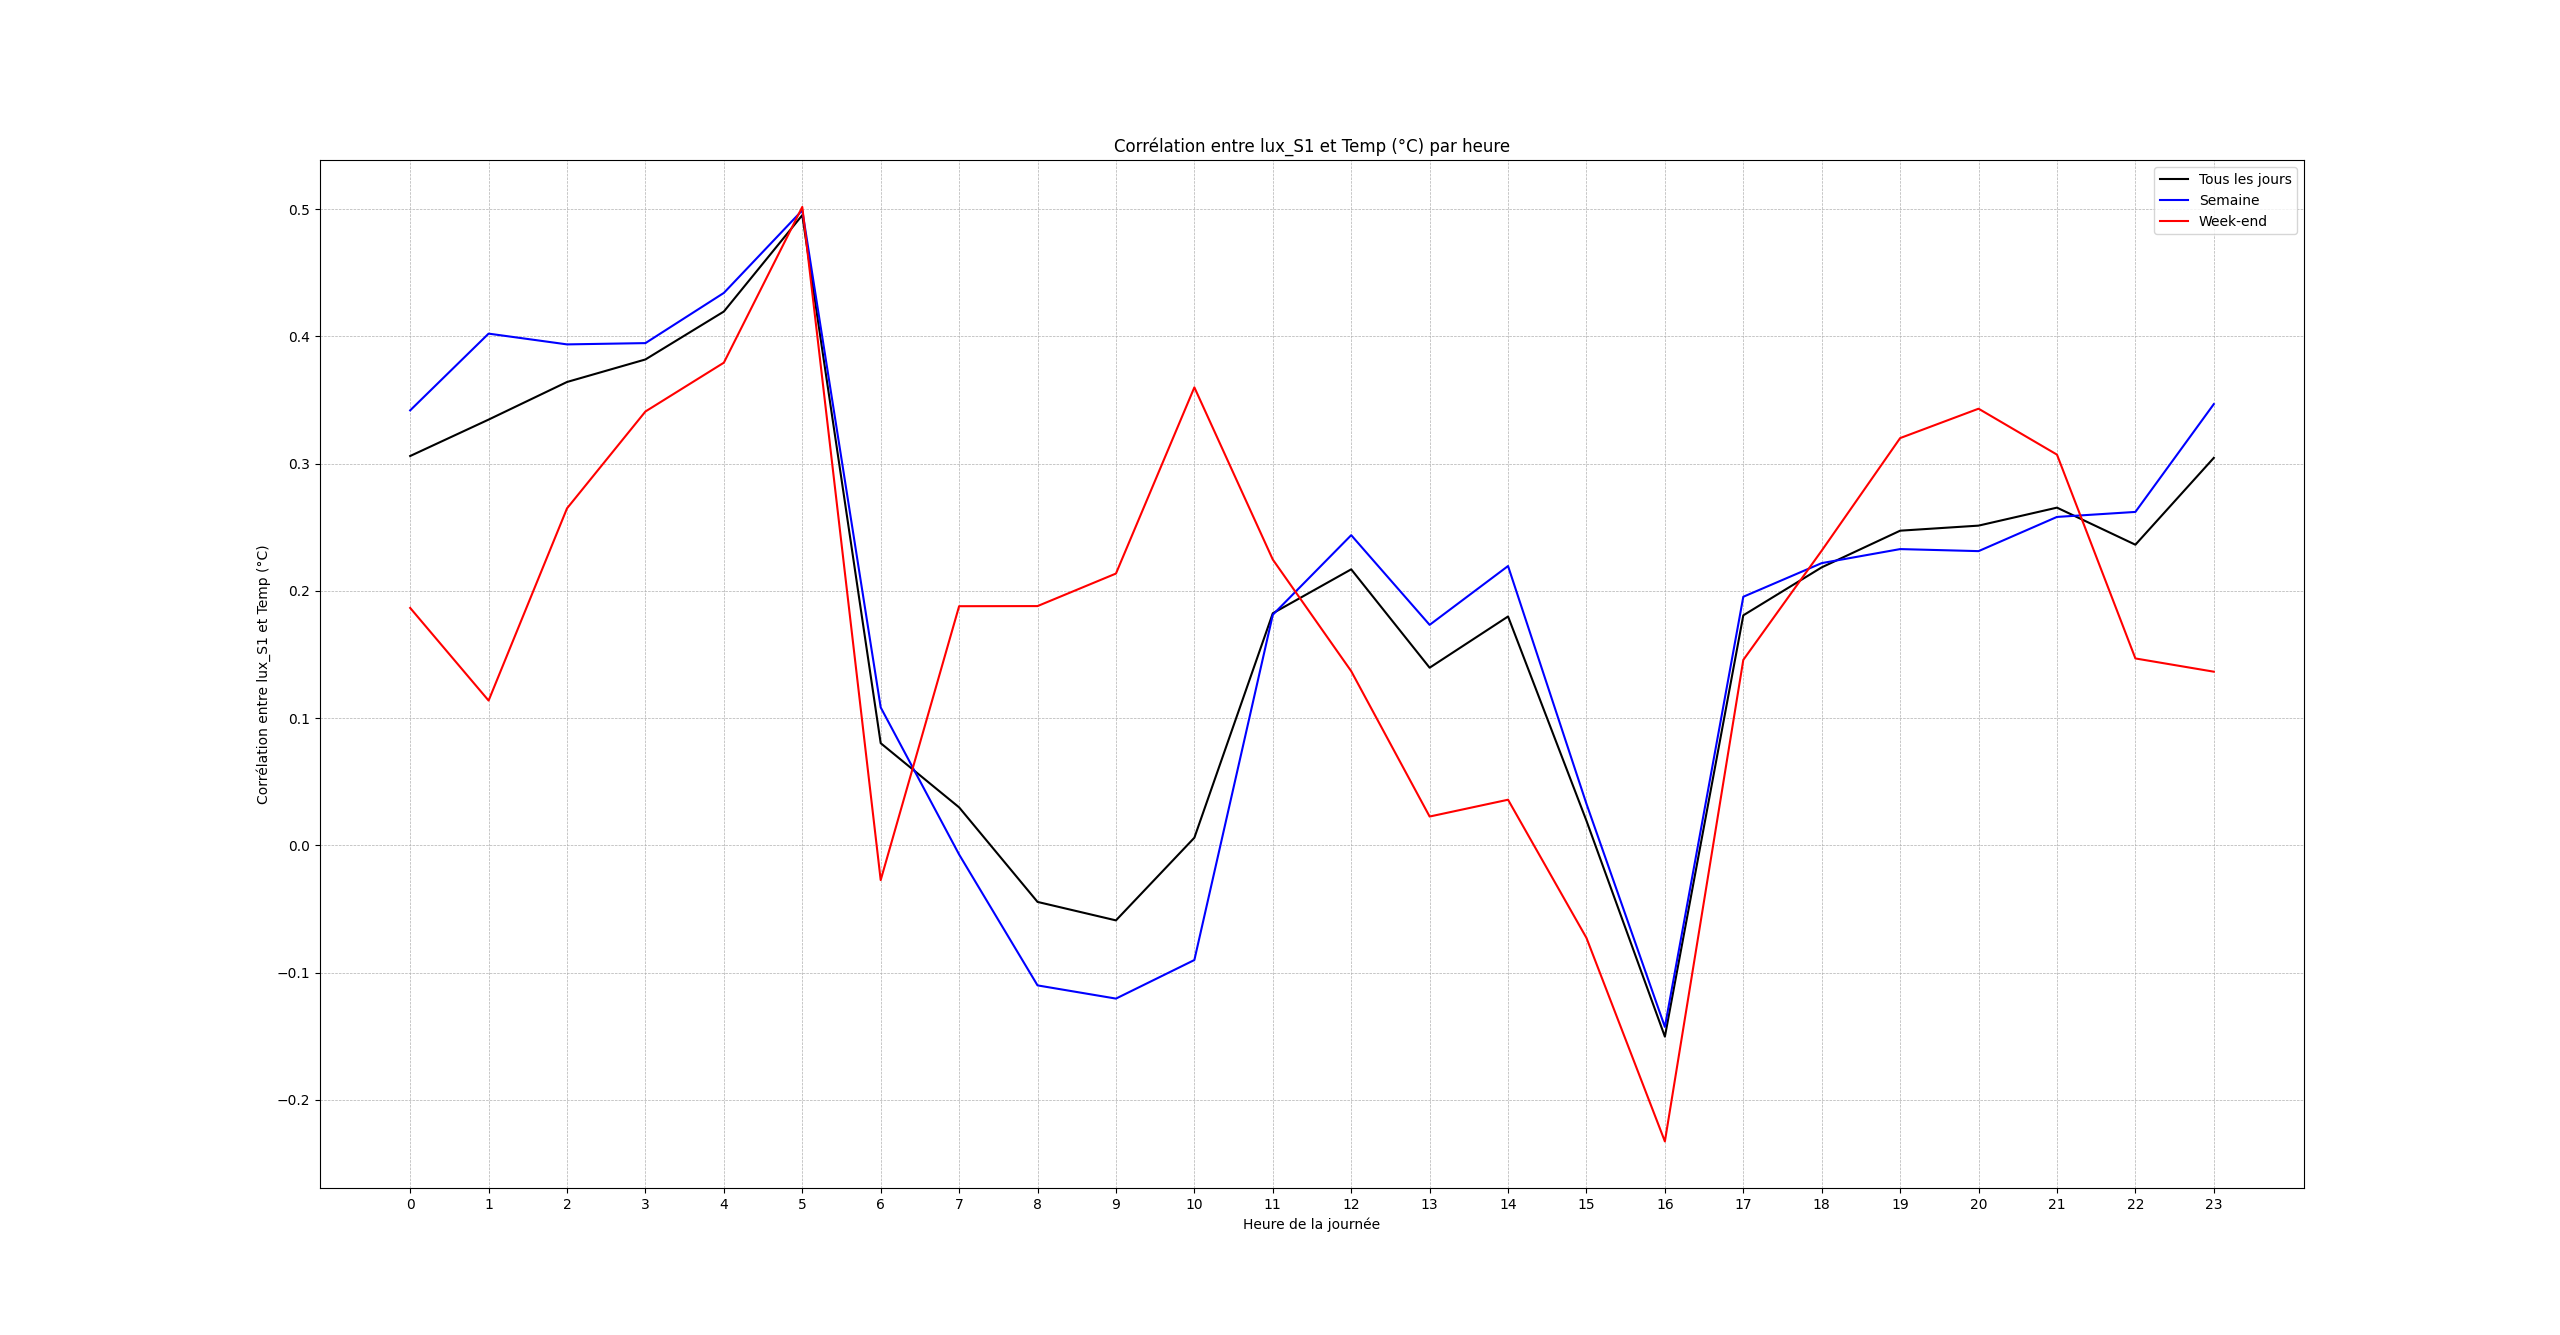 Corrélation entre lux_S1 et Temp (°C) par heure
Tous les jours
Semaine
Week-end
Corrélation entre lux_S1 et Temp (°C)
0.5
0.4
0.3
0.2
0.1
0.0
−0.1
−0.2
0 1 2 3 4 5 6 7 8 9 10 11 12 13 14 15 16 17 18 19 20 21 22 23
Heure de la journée